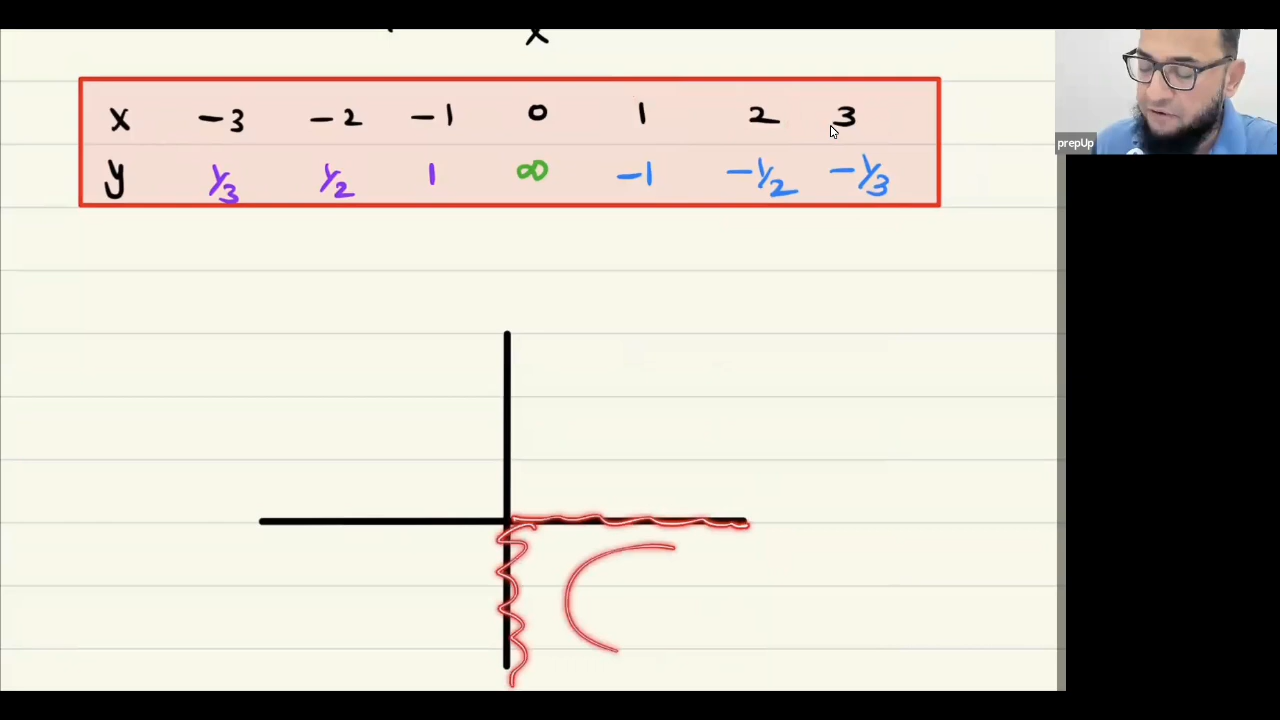 x
x -3 -2 -1 0 1 2 3
y 1/3 1/2 1 ∞ -1 -1/2 -1/3
prepUp